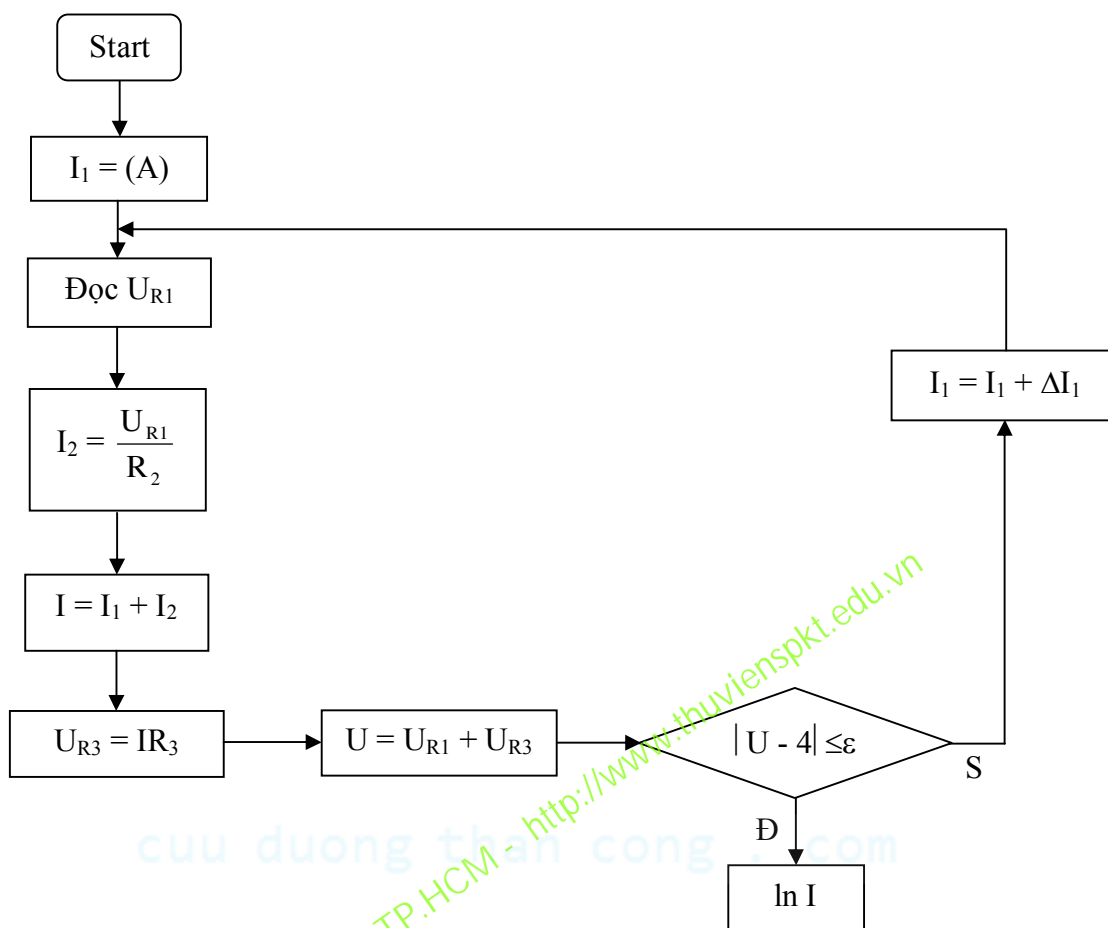 Start
I₁ = (A)
Đọc U_R1
I₂ = U_R1 / R₂
I = I₁ + I₂
U_R3 = IR₃
U = U_R1 + U_R3
|U - 4| ≤ε
S
I₁ = I₁ + ΔI₁
Đ
ln I
TP.HCM - http://www.thuvienspkt.edu.vn
cuu duong than cong . com